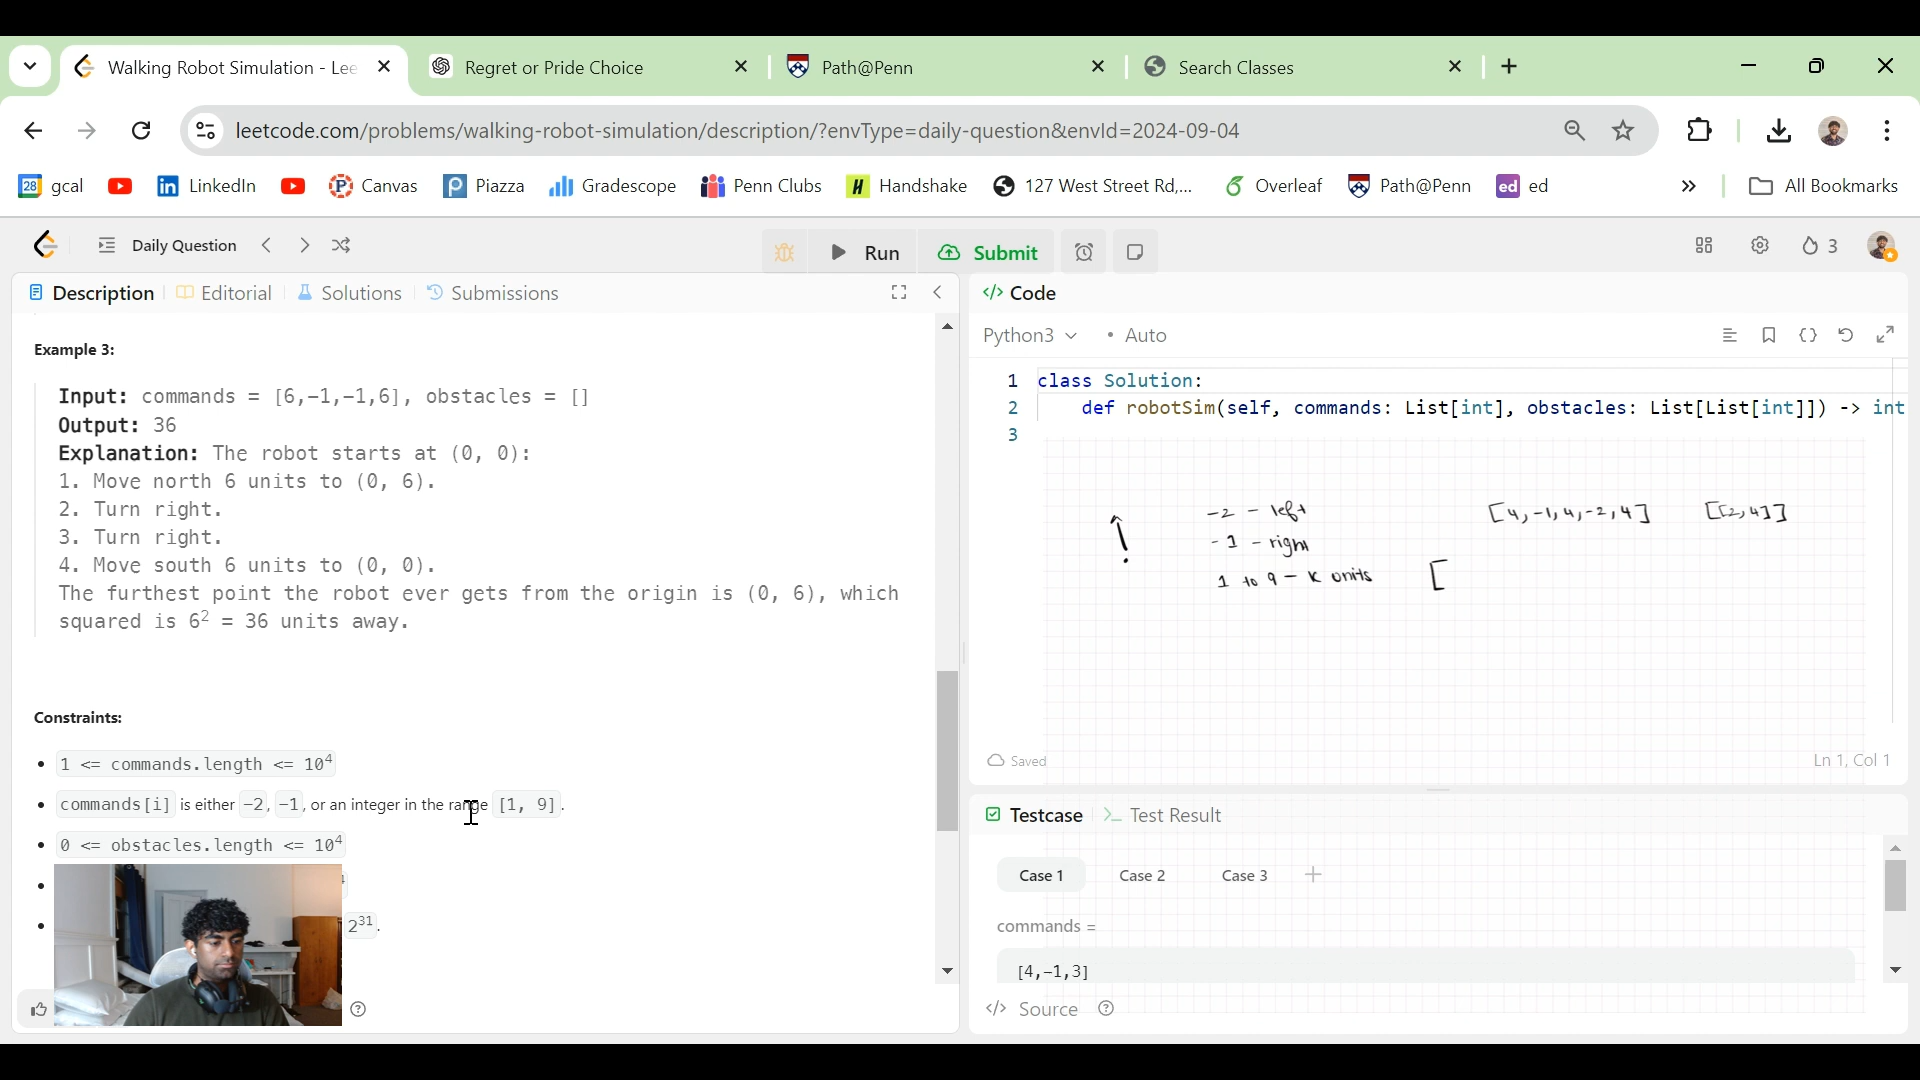 Walking Robot Simulation - Lee
Regret or Pride Choice
Path@Penn
Search Classes
leetcode.com/problems/walking-robot-simulation/description/?envType=daily-question&envId=2024-09-04
28 gcal
in LinkedIn
P Canvas
P Piazza
Gradescope
Penn Clubs
H Handshake
127 West Street Rd,...
Overleaf
Path@Penn
ed ed
»
All Bookmarks
Daily Question
Run
Submit
3
Description
Editorial
Solutions
Submissions
</> Code
Example 3:
Input: commands = [6,-1,-1,6], obstacles = []
Output: 36
Explanation: The robot starts at (0, 0):
1. Move north 6 units to (0, 6).
2. Turn right.
3. Turn right.
4. Move south 6 units to (0, 0).
The furthest point the robot ever gets from the origin is (0, 6), which
squared is 6² = 36 units away.
Constraints:
• 1 <= commands.length <= 10⁴
• commands[i] is either -2, -1, or an integer in the range [1, 9].
• 0 <= obstacles.length <= 10⁴
2³¹.
Python3
• Auto
1 class Solution:
2 def robotSim(self, commands: List[int], obstacles: List[List[int]]) -> int
3
-2 - left
-1 - right
1 to 9 - k units
[
[4,-1,4,-2,4] [[2,4]]
Saved
Ln 1, Col 1
Testcase
>_ Test Result
Case 1
Case 2
Case 3
commands =
[4,-1,3]
</> Source